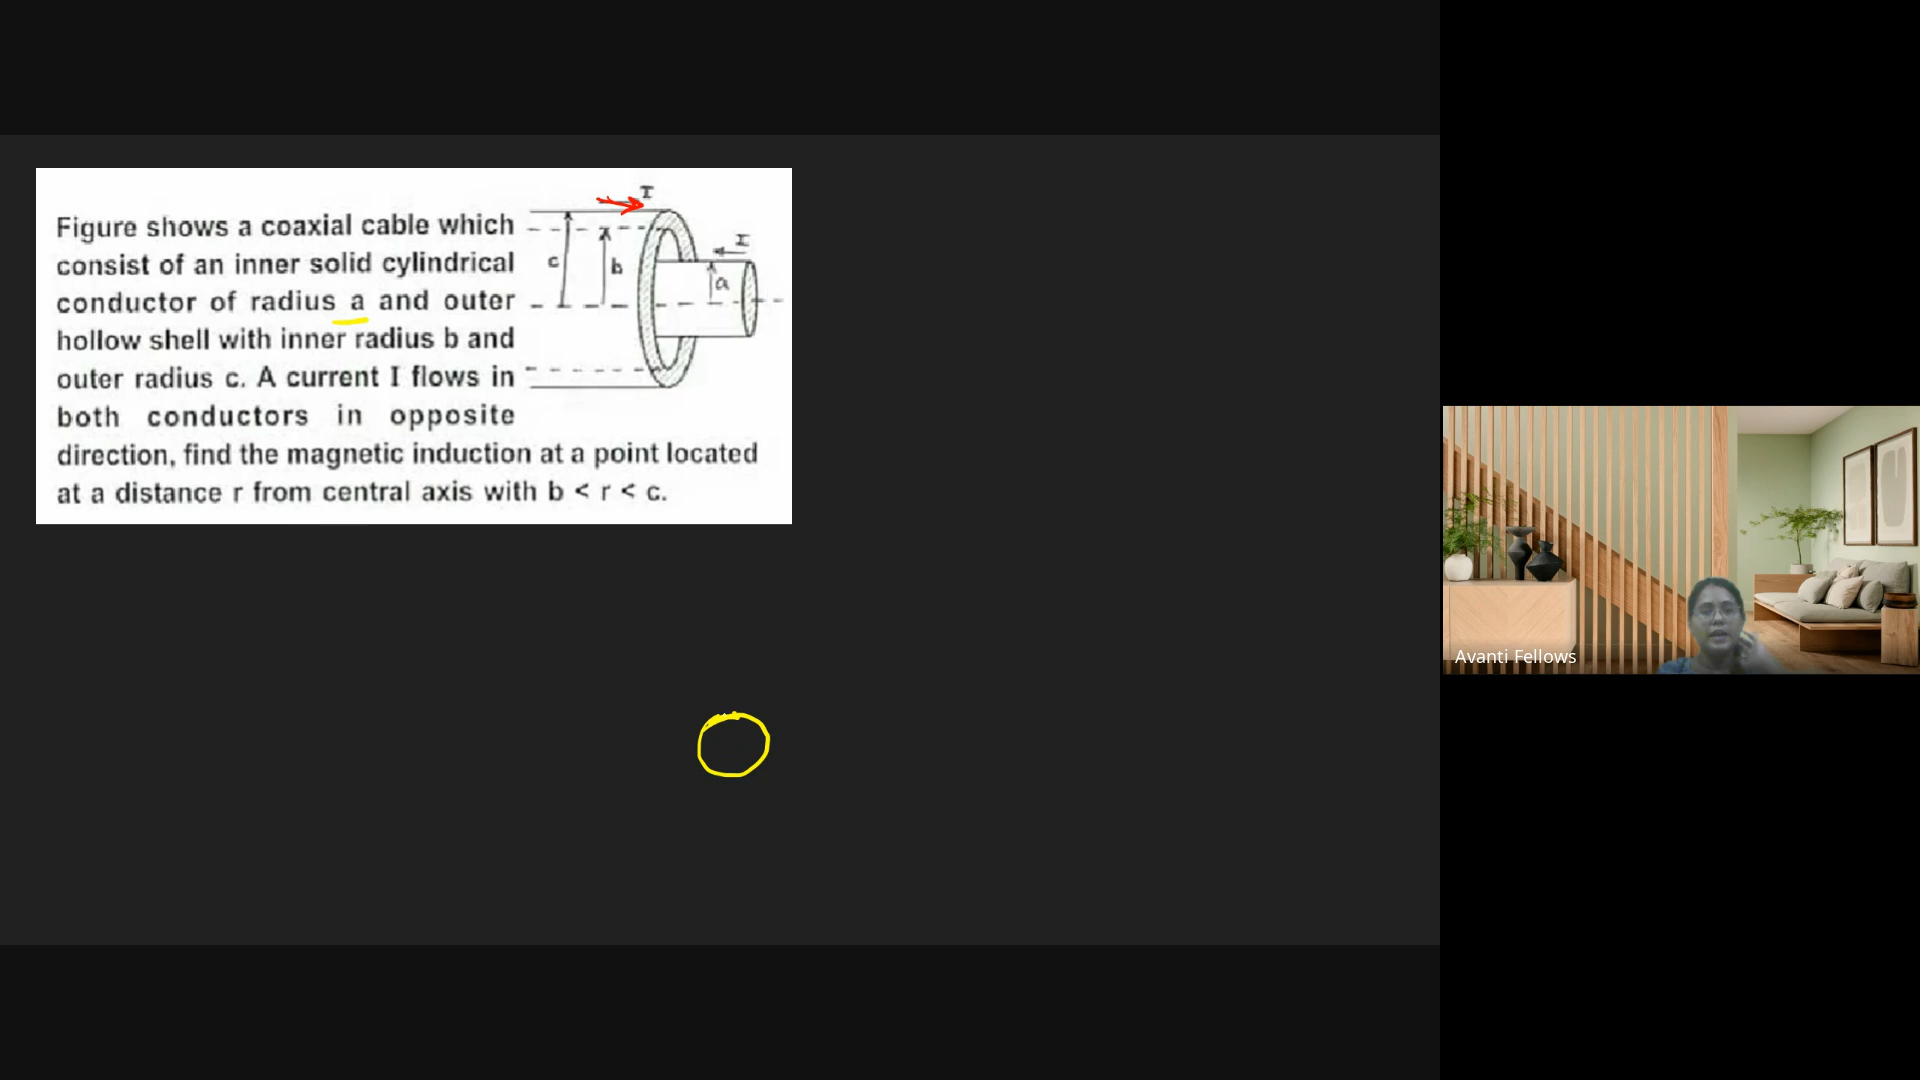 Figure shows a coaxial cable which
consist of an inner solid cylindrical
conductor of radius a and outer
hollow shell with inner radius b and
outer radius c. A current I flows in
both conductors in opposite
direction, find the magnetic induction at a point located
at a distance r from central axis with b < r < c.
I
I
c
b
a
Avanti Fellows